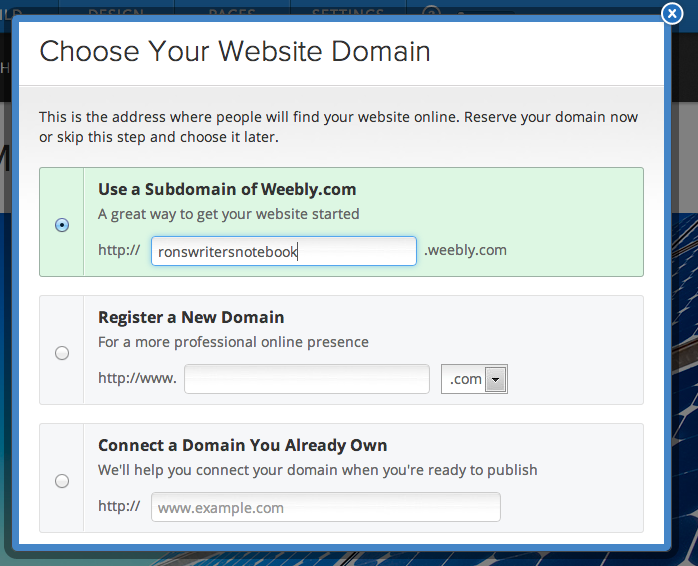 DESIGN PAGES SETTINGS
Choose Your Website Domain
This is the address where people will find your website online. Reserve your domain now
or skip this step and choose it later.
Use a Subdomain of Weebly.com
A great way to get your website started
http:// ronswritersnotebook .weebly.com
Register a New Domain
For a more professional online presence
http://www. .com
Connect a Domain You Already Own
We'll help you connect your domain when you're ready to publish
http:// www.example.com